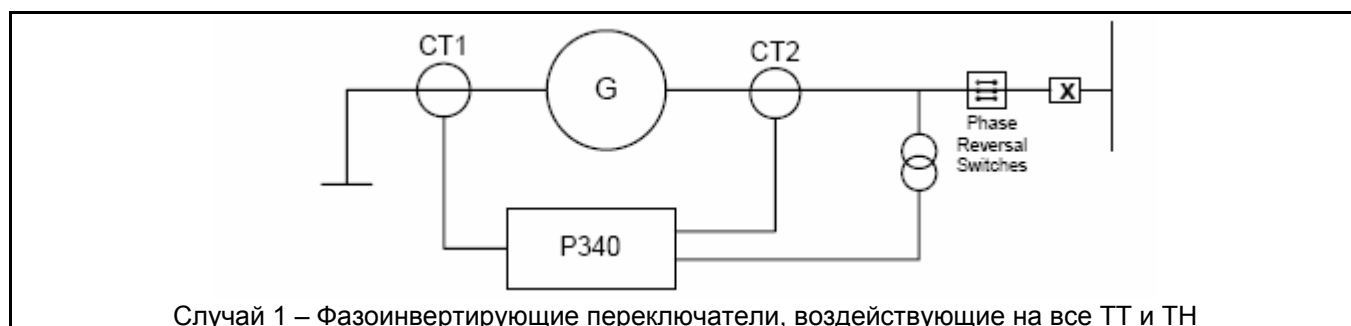 CT1
G
CT2
X
Phase
Reversal
Switches
P340
Случай 1 – Фазоинвертирующие переключатели, воздействующие на все ТТ и ТН